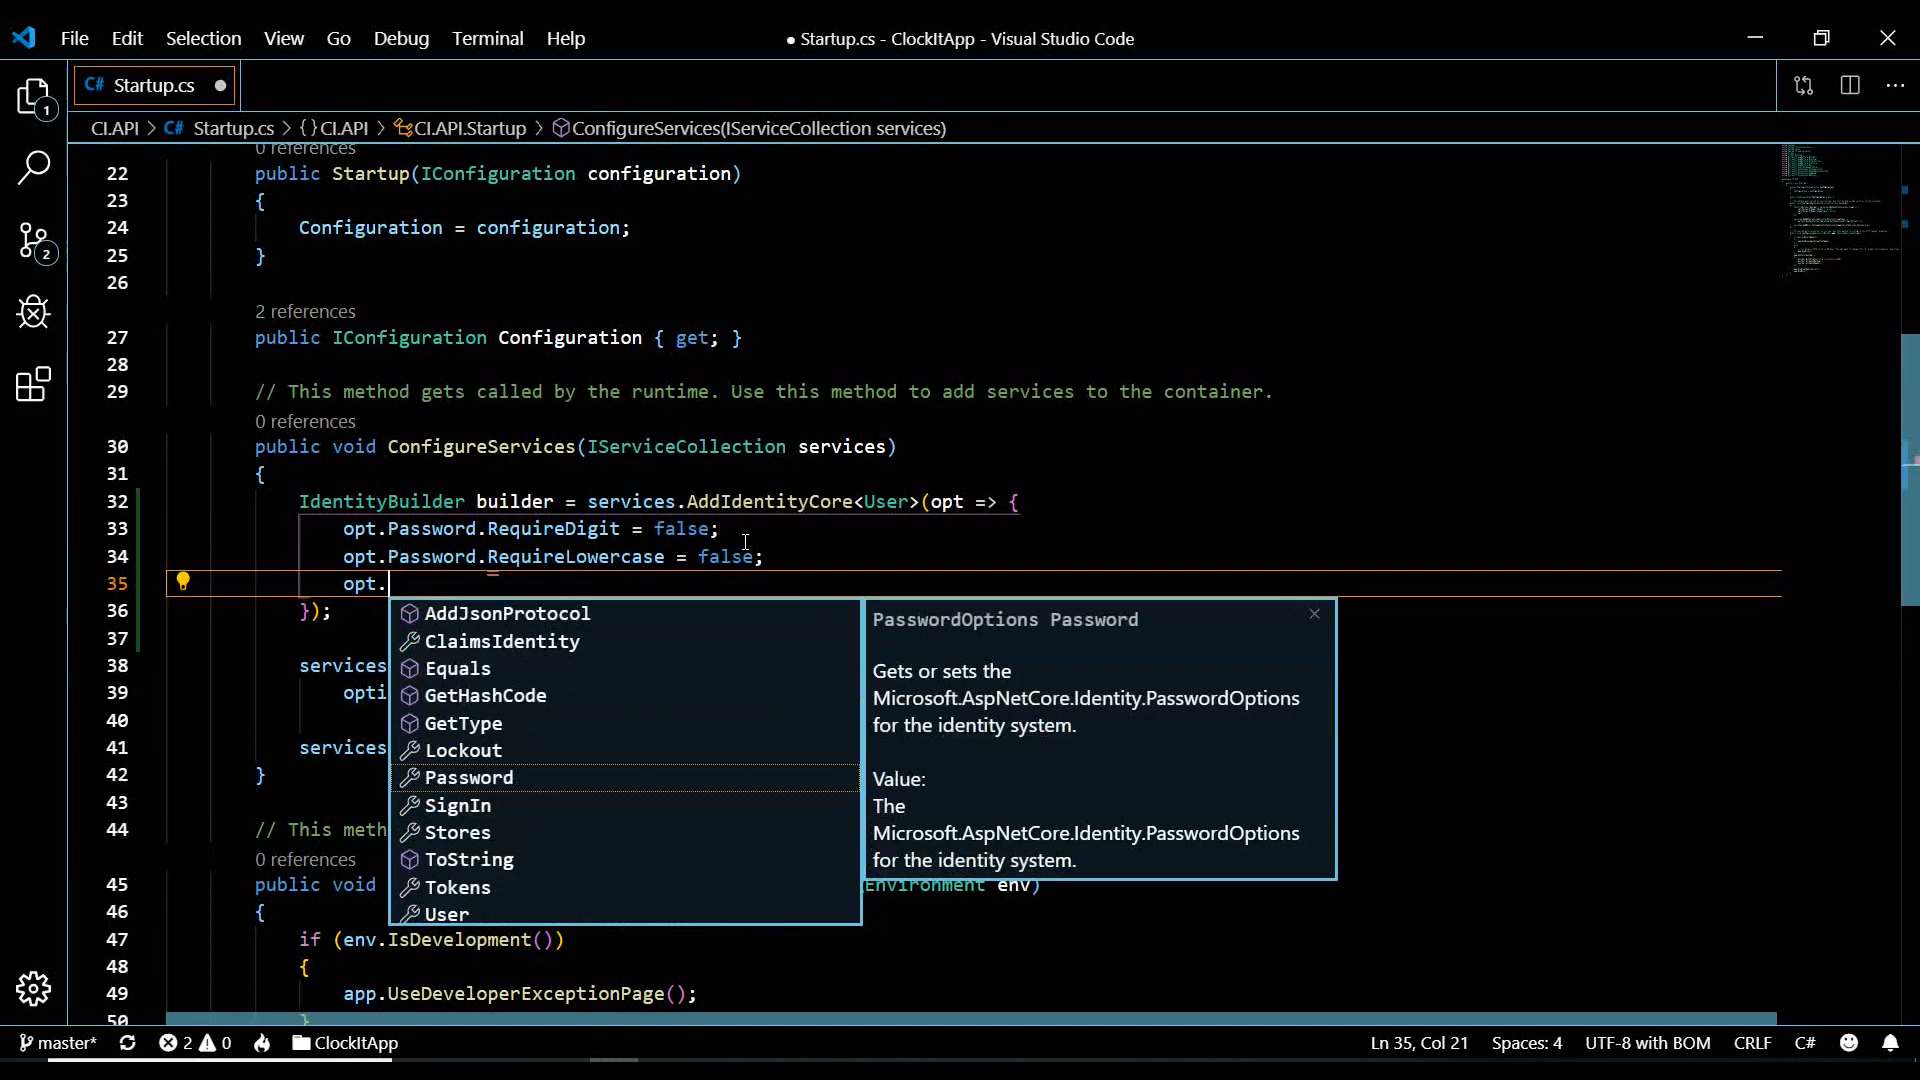 File Edit Selection View Go Debug Terminal Help
● Startup.cs - ClockItApp - Visual Studio Code
C# Startup.cs
CI.API > C# Startup.cs > {} CI.API > CI.API.Startup > ConfigureServices(IServiceCollection services)
1
2
0 references
22 public Startup(IConfiguration configuration)
23 {
24 Configuration = configuration;
25 }
26
2 references
27 public IConfiguration Configuration { get; }
28
29 // This method gets called by the runtime. Use this method to add services to the container.
0 references
30 public void ConfigureServices(IServiceCollection services)
31 {
32 IdentityBuilder builder = services.AddIdentityCore<User>(opt => {
33 opt.Password.RequireDigit = false;
34 opt.Password.RequireLowercase = false;
35 opt.
36 });
37
38 services
39 opti
40
41 services
42 }
43
44 // This meth
0 references
45 public void Environment env)
46 {
47 if (env.IsDevelopment())
48 {
49 app.UseDeveloperExceptionPage();
50 }
AddJsonProtocol
ClaimsIdentity
Equals
GetHashCode
GetType
Lockout
Password
SignIn
Stores
ToString
Tokens
User
PasswordOptions Password
Gets or sets the
Microsoft.AspNetCore.Identity.PasswordOptions
for the identity system.
Value:
The
Microsoft.AspNetCore.Identity.PasswordOptions
for the identity system.
master* 2 0 ClockItApp Ln 35, Col 21 Spaces: 4 UTF-8 with BOM CRLF C#